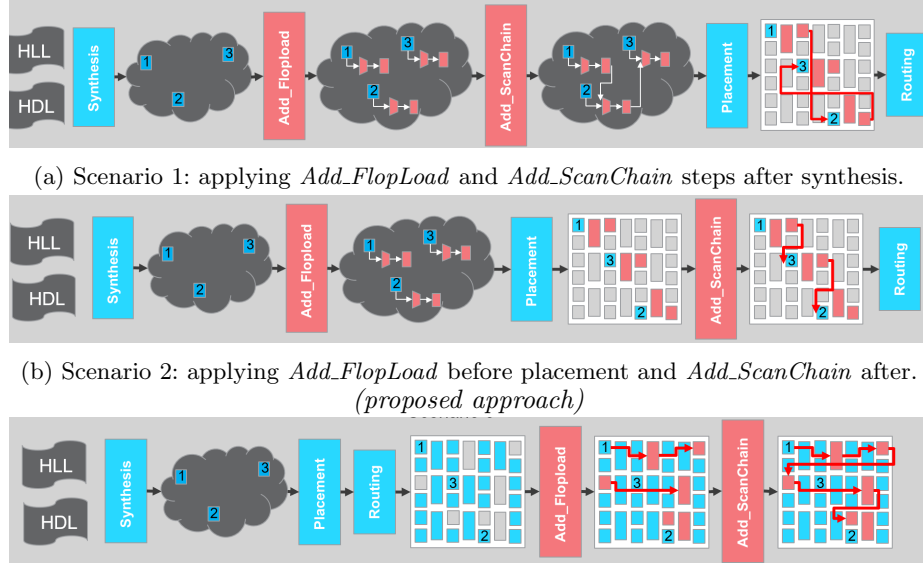 HLL
HDL
Synthesis
1
3
2
Add_Flopload
1
3
2
Add_ScanChain
1
3
2
Placement
1
3
2
Routing
(a) Scenario 1: applying Add_FlopLoad and Add_ScanChain steps after synthesis.
HLL
HDL
Synthesis
1
3
2
Add_Flopload
1
3
2
Placement
1
3
2
Add_ScanChain
1
3
2
Routing
(b) Scenario 2: applying Add_FlopLoad before placement and Add_ScanChain after.
(proposed approach)
HLL
HDL
Synthesis
1
3
2
Placement
Routing
1
3
2
Add_Flopload
1
3
2
Add_ScanChain
1
3
2